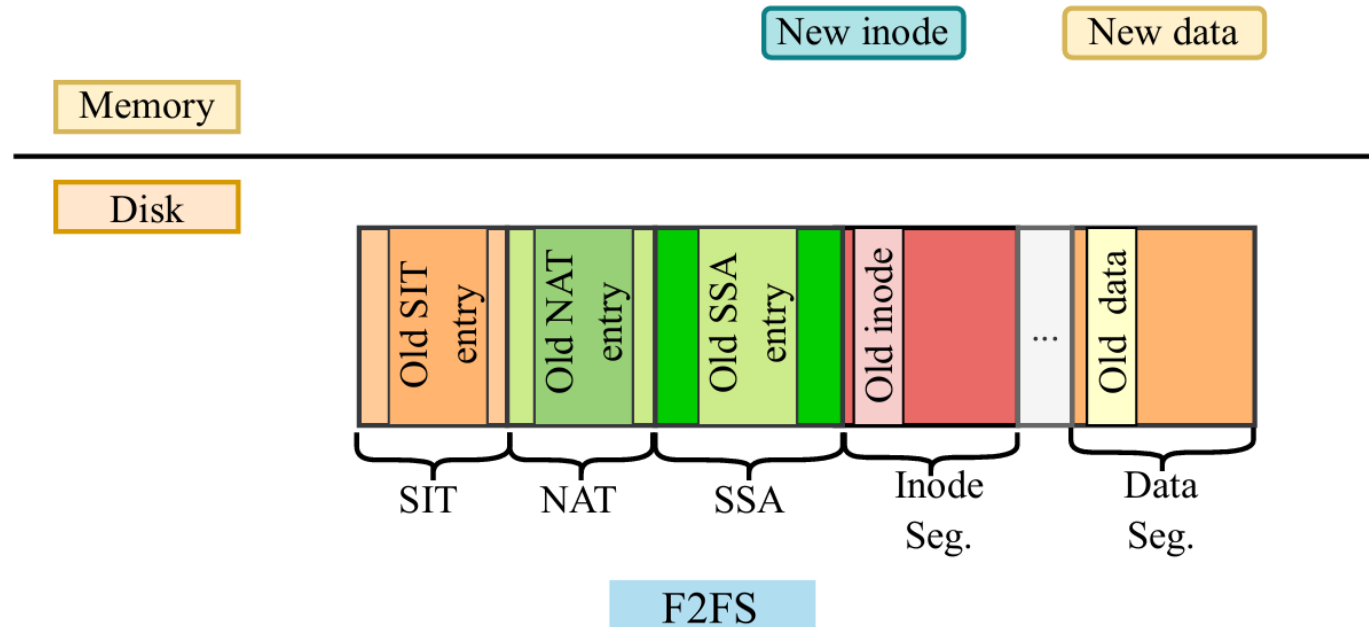 New inode
New data
Memory
Disk
Old SIT
entry
Old NAT
entry
Old SSA
entry
Old inode
...
Old data
SIT
NAT
SSA
Inode
Seg.
Data
Seg.
F2FS